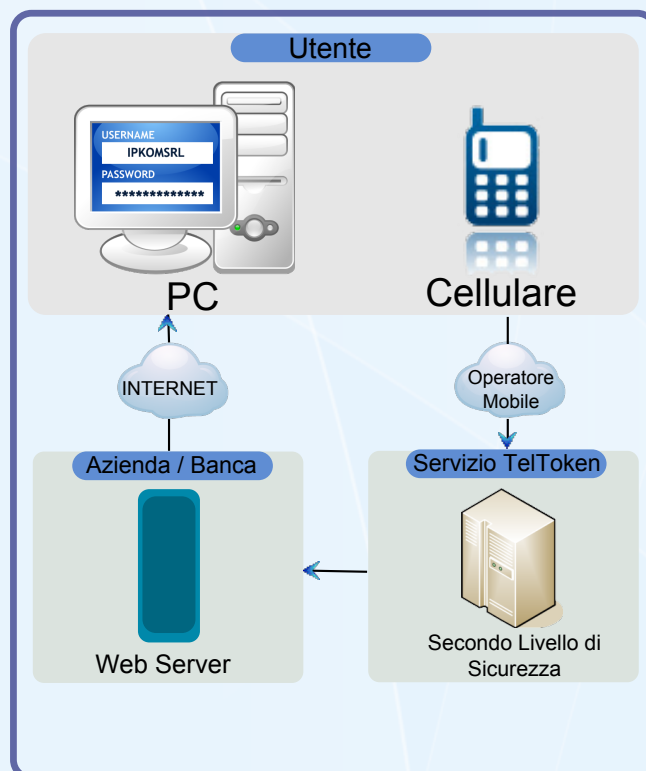 Utente
USERNAME
IPKOMSRL
PASSWORD
*************
PC
Cellulare
INTERNET
Operatore
Mobile
Azienda / Banca
Servizio TelToken
Web Server
Secondo Livello di
Sicurezza